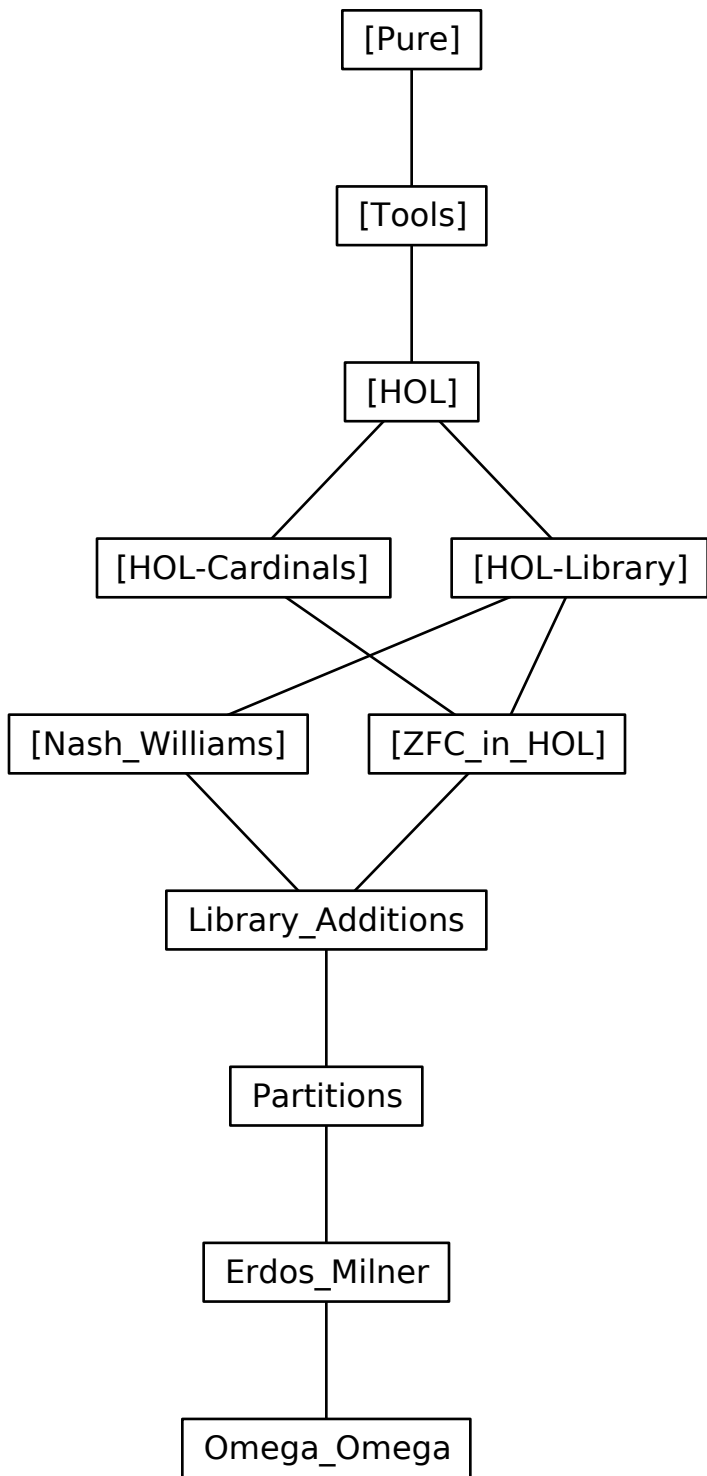 [Pure]
[Tools]
[HOL]
[HOL-Cardinals]
[HOL-Library]
[Nash_Williams]
[ZFC_in_HOL]
Library_Additions
Partitions
Erdos_Milner
Omega_Omega